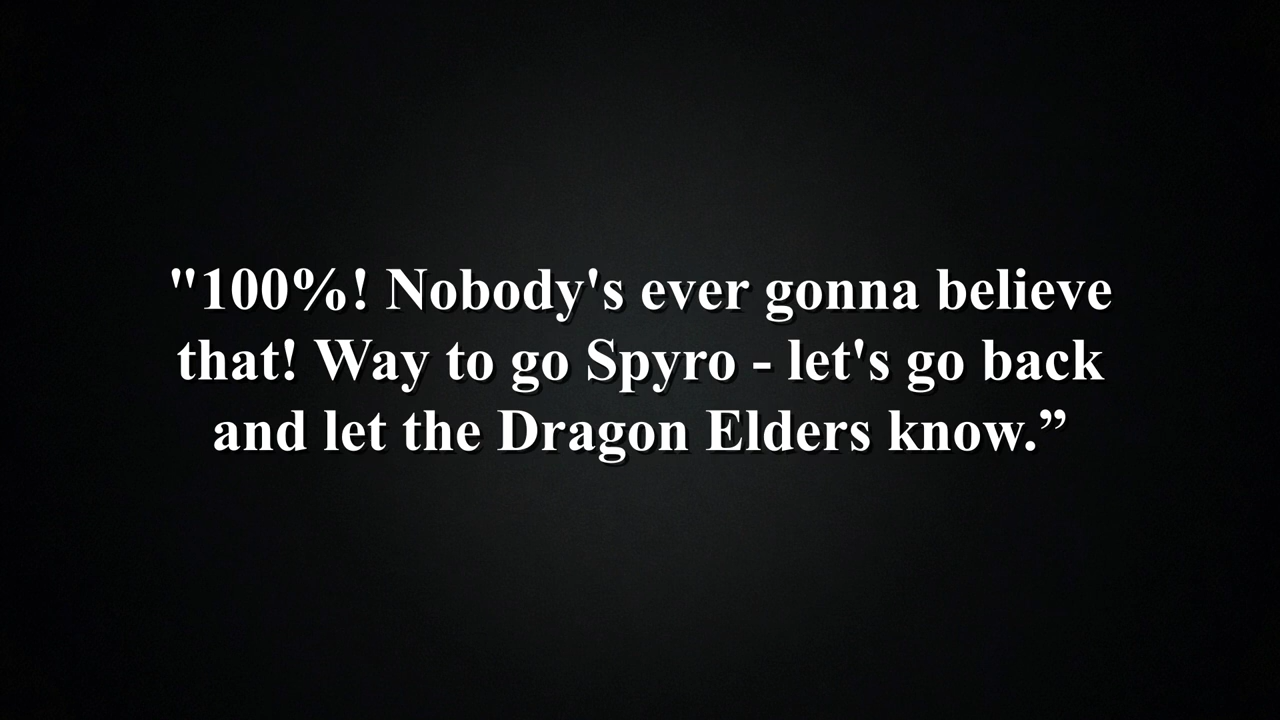 "100%! Nobody's ever gonna believe
that! Way to go Spyro - let's go back
and let the Dragon Elders know.”